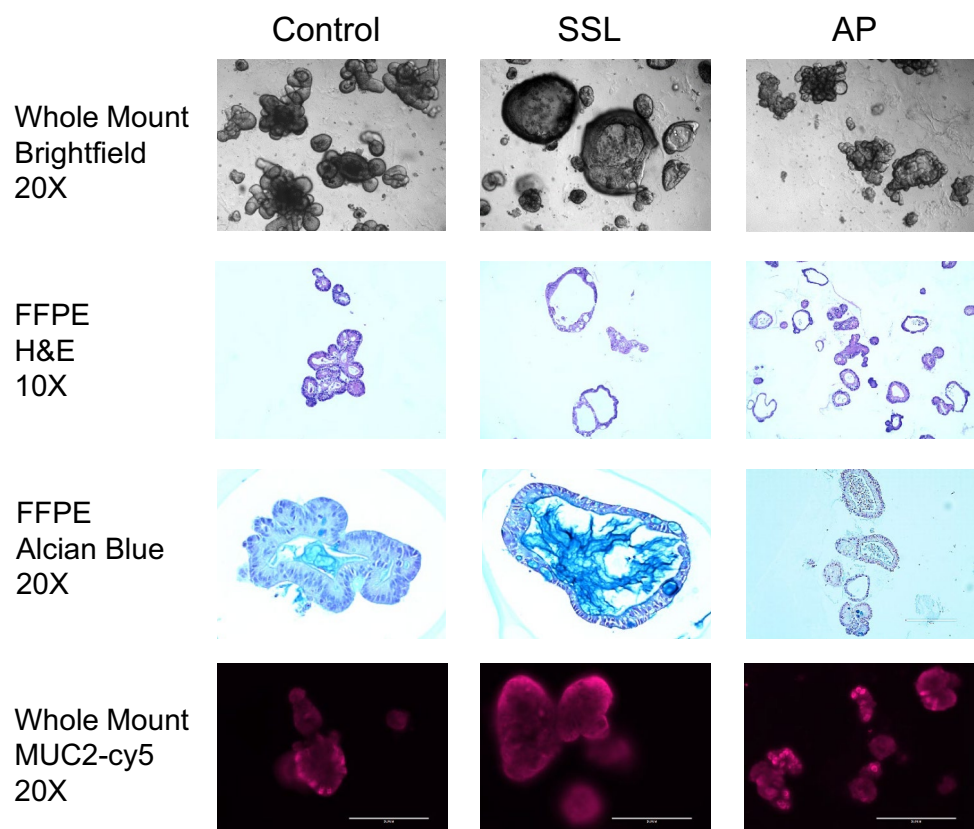 Control SSL AP
Whole Mount
Brightfield
20X
FFPE
H&E
10X
FFPE
Alcian Blue
20X
Whole Mount
MUC2-cy5
20X